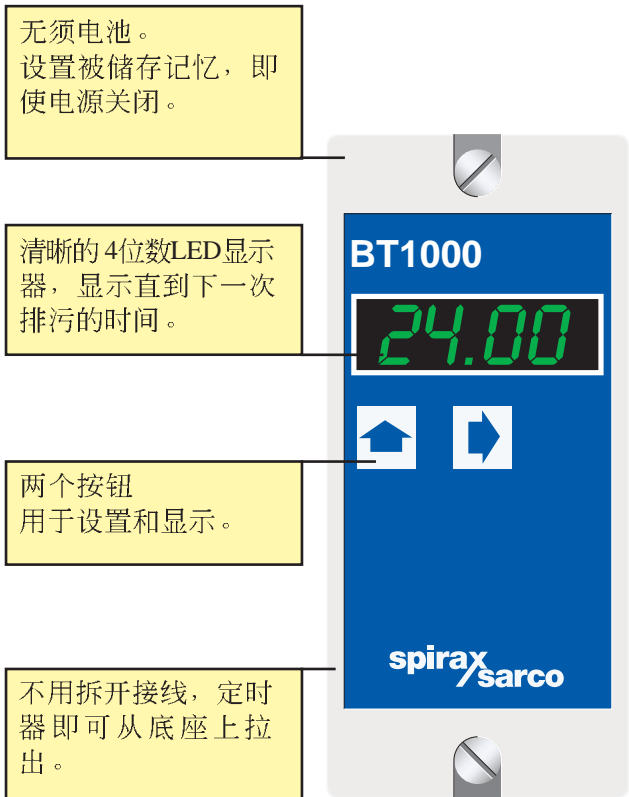 无须电池。
设置被储存记忆，即
使电源关闭。
清晰的 4位数LED显示
器，显示直到下一次
排污的时间。
两个按钮
用于设置和显示。
不用拆开接线，定时
器即可从底座上拉
出。
BT1000
24.00
spirax
sarco